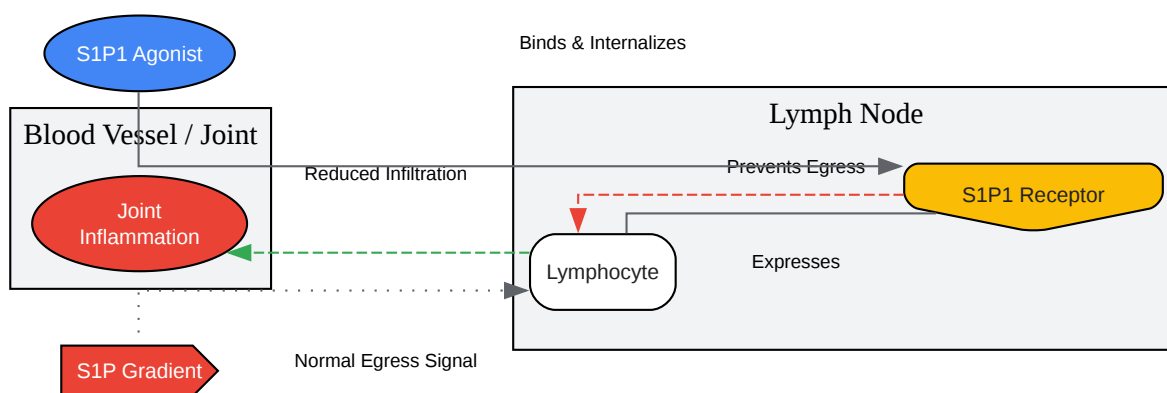 Binds & Internalizes
S1P1 Agonist
Lymph Node
Blood Vessel / Joint
Prevents Egress
Reduced Infiltration
S1P1 Receptor
Joint
Inflammation
Expresses
Lymphocyte
Normal Egress Signal
S1P Gradient